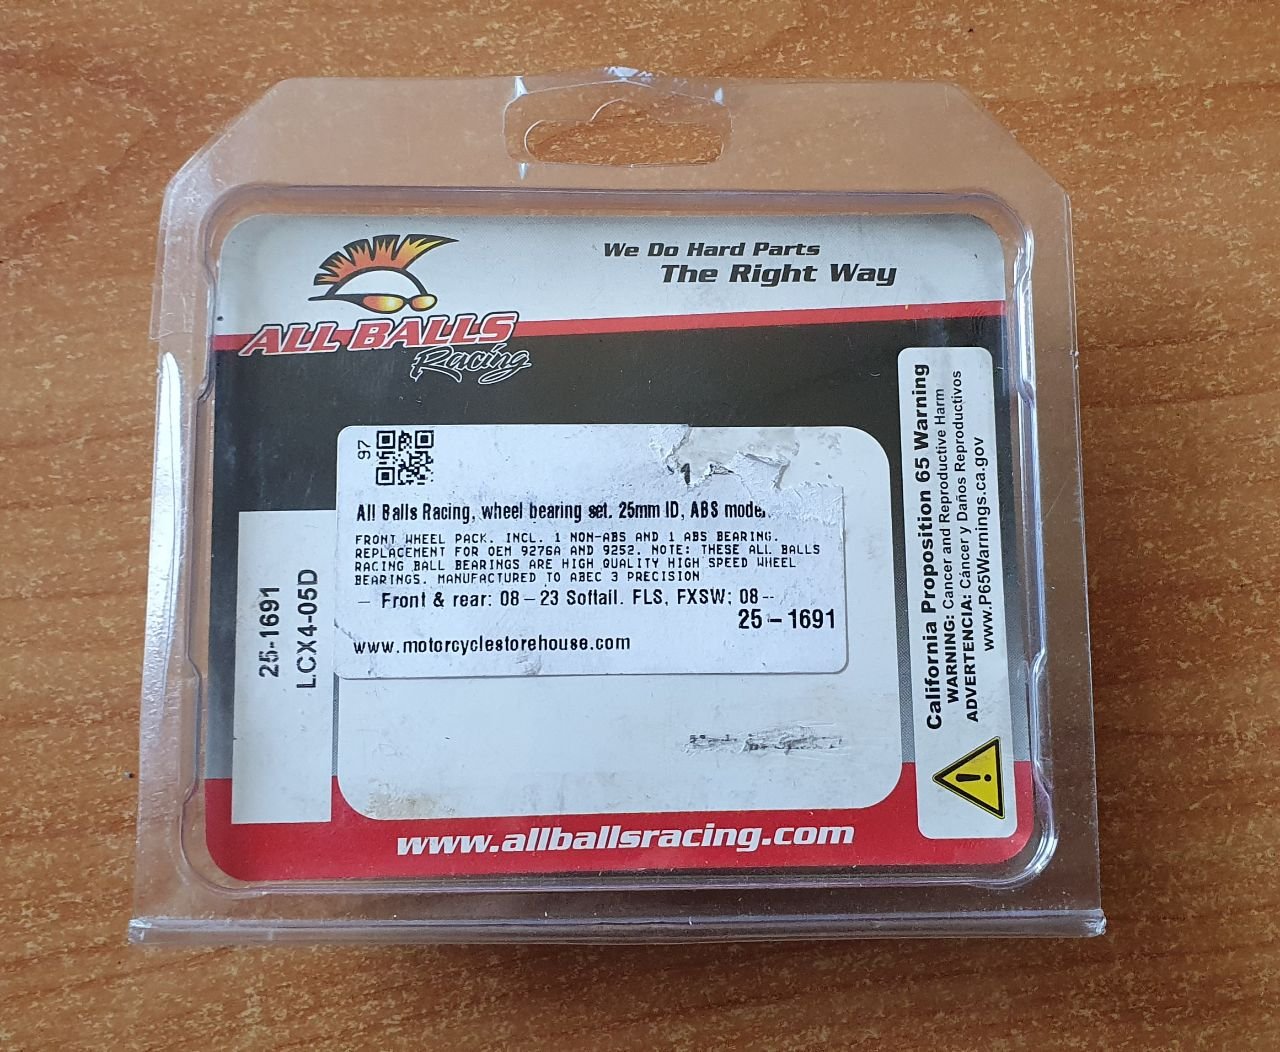 We Do Hard Parts
The Right Way
ALL BALLS
Racing
97
1
All Balls Racing, wheel bearing set. 25mm ID, ABS model.
FRONT WHEEL PACK. INCL. 1 NON-ABS AND 1 ABS BEARING.
REPLACEMENT FOR OEM 9276A AND 9252. NOTE: THESE ALL BALLS
RACING BALL BEARINGS ARE HIGH QUALITY HIGH SPEED WHEEL
BEARINGS. MANUFACTURED TO ABEC 3 PRECISION
– Front & rear: 08–23 Softail. FLS, FXSW; 08--
25–1691
www.motorcyclestorehouse.com
25-1691
LCX4-05D
California Proposition 65 Warning
WARNING: Cancer and Reproductive Harm
ADVERTENCIA: Cáncer y Daños Reproductivos
www.P65Warnings.ca.gov
www.allballsracing.com